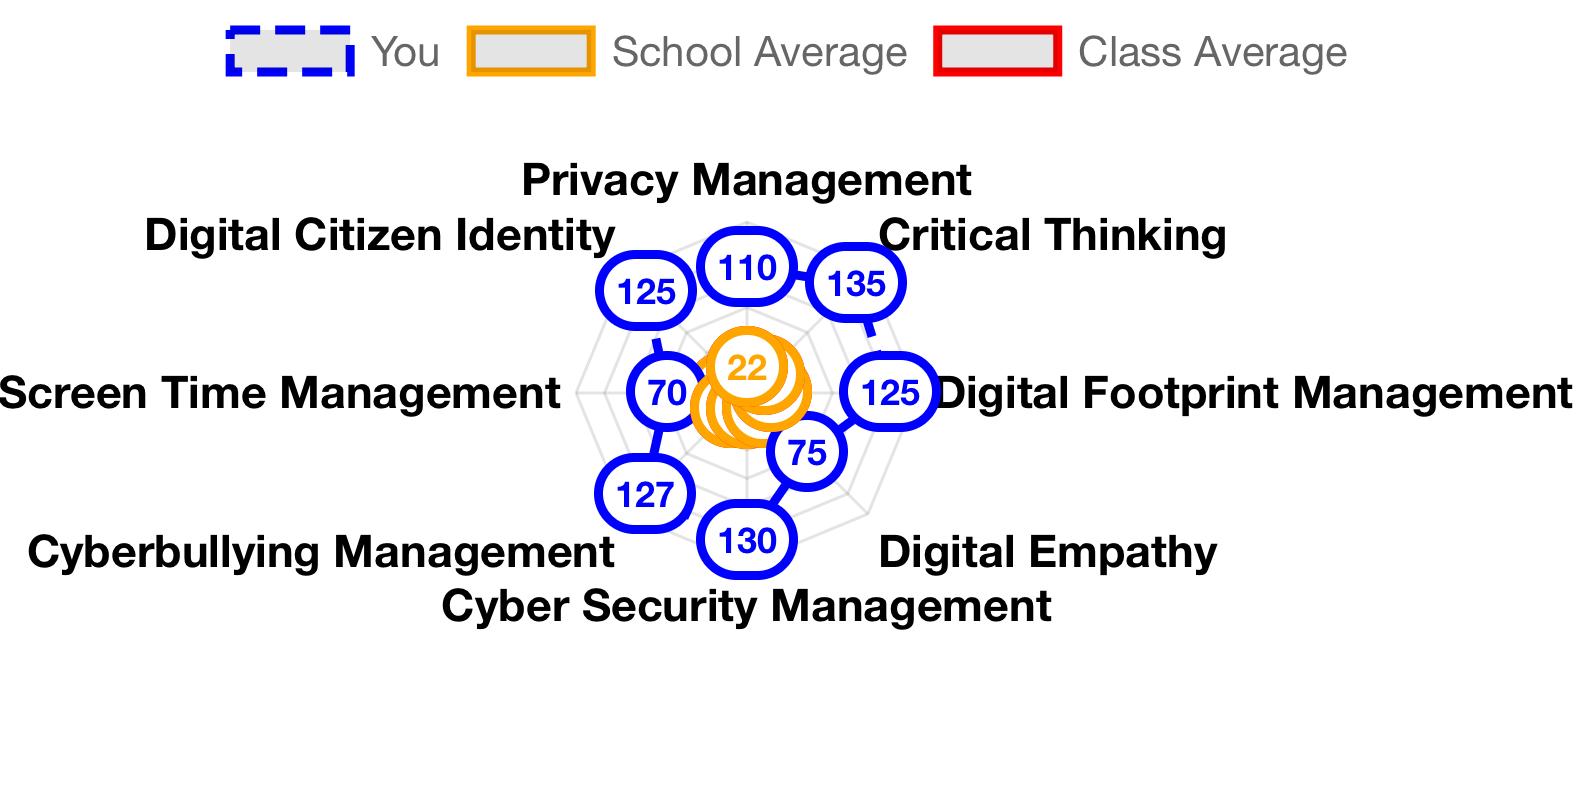 You School Average Class Average
Privacy Management
Digital Citizen Identity Critical Thinking
110
125 135
22
Screen Time Management 70 125 Digital Footprint Management
75
127
130
Cyberbullying Management Digital Empathy
Cyber Security Management